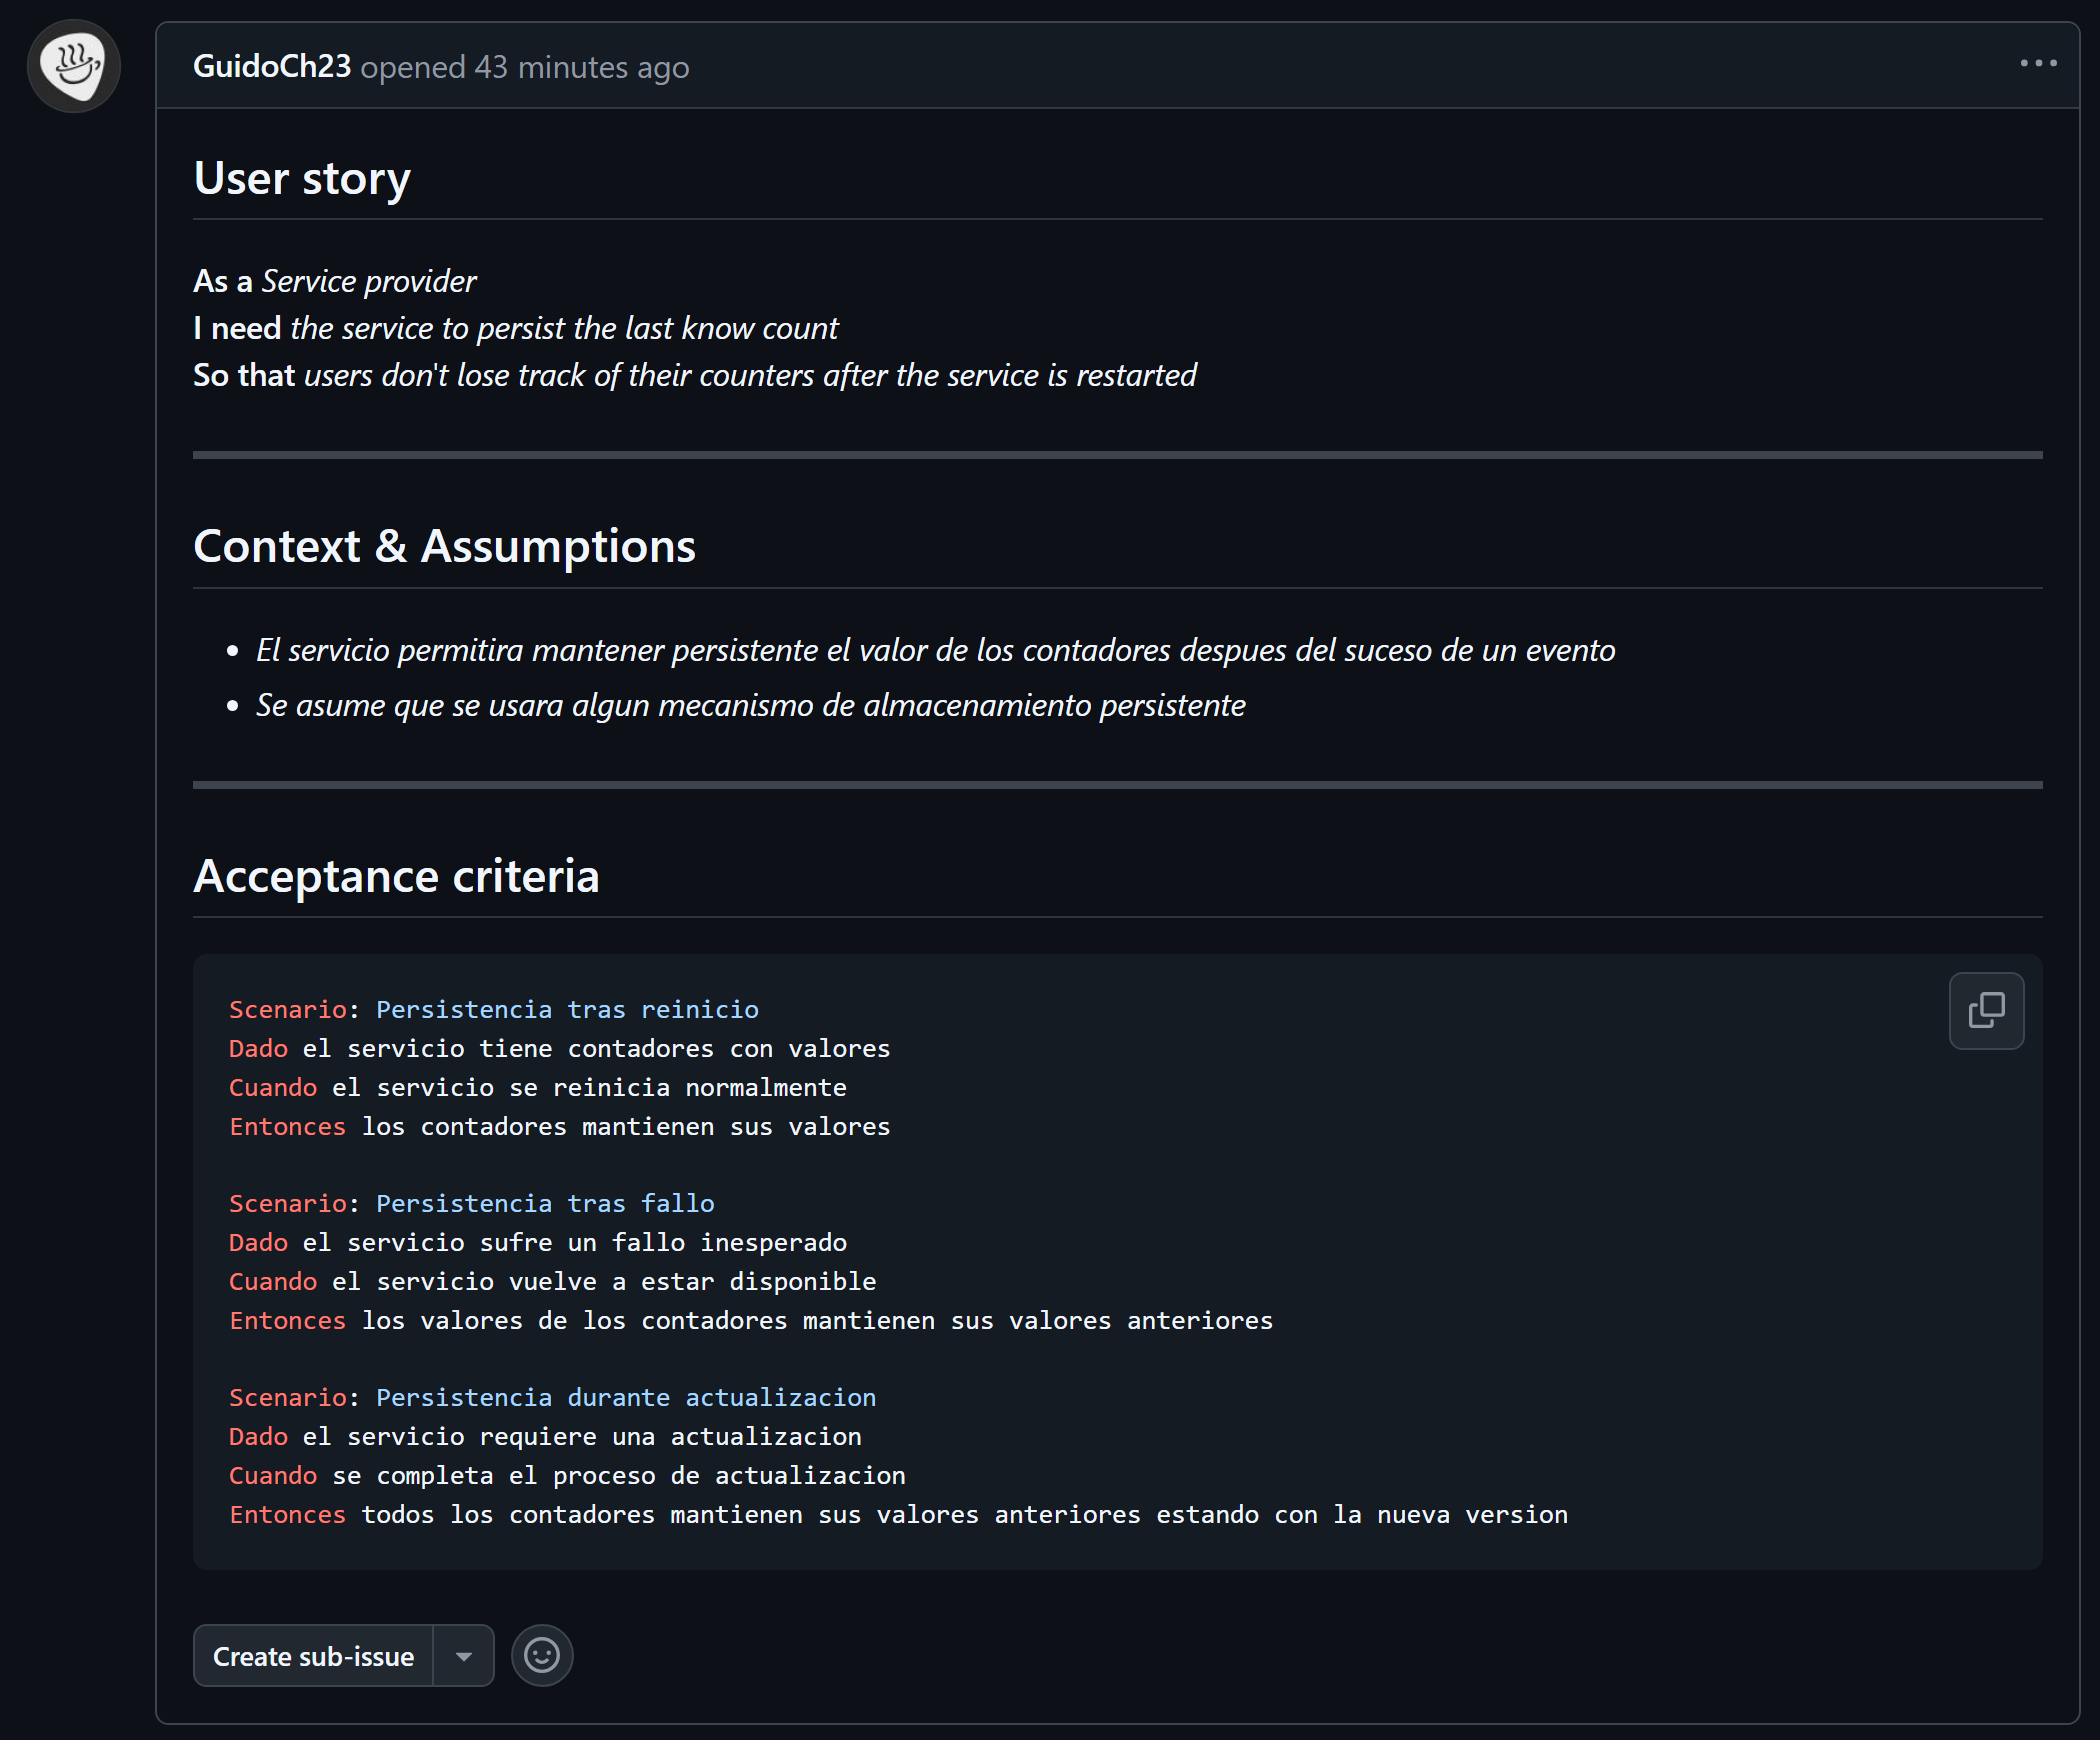 GuidoCh23 opened 43 minutes ago
User story
As a Service provider
I need the service to persist the last know count
So that users don't lose track of their counters after the service is restarted
Context & Assumptions
El servicio permitira mantener persistente el valor de los contadores despues del suceso de un evento
Se asume que se usara algun mecanismo de almacenamiento persistente
Acceptance criteria
Scenario: Persistencia tras reinicio
Dado el servicio tiene contadores con valores
Cuando el servicio se reinicia normalmente
Entonces los contadores mantienen sus valores
Scenario: Persistencia tras fallo
Dado el servicio sufre un fallo inesperado
Cuando el servicio vuelve a estar disponible
Entonces los valores de los contadores mantienen sus valores anteriores
Scenario: Persistencia durante actualizacion
Dado el servicio requiere una actualizacion
Cuando se completa el proceso de actualizacion
Entonces todos los contadores mantienen sus valores anteriores estando con la nueva version
Create sub-issue